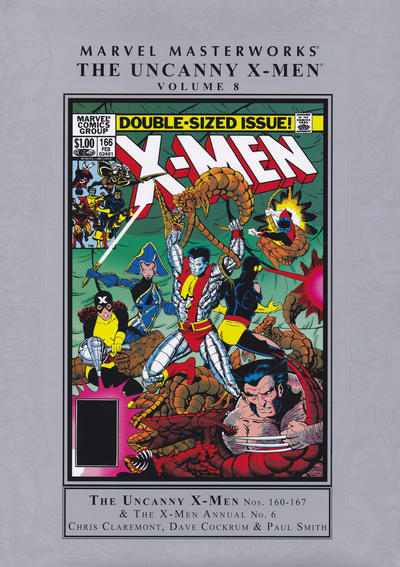 MARVEL MASTERWORKS®
THE UNCANNY X-MEN®
VOLUME 8
MARVEL®
COMICS
GROUP
DOUBLE-SIZED ISSUE!
$1.00
166
FEB
02461
X-MEN
X
THE UNCANNY X-MEN NOS. 160-167
& THE X-MEN ANNUAL NO. 6
CHRIS CLAREMONT, DAVE COCKRUM & PAUL SMITH